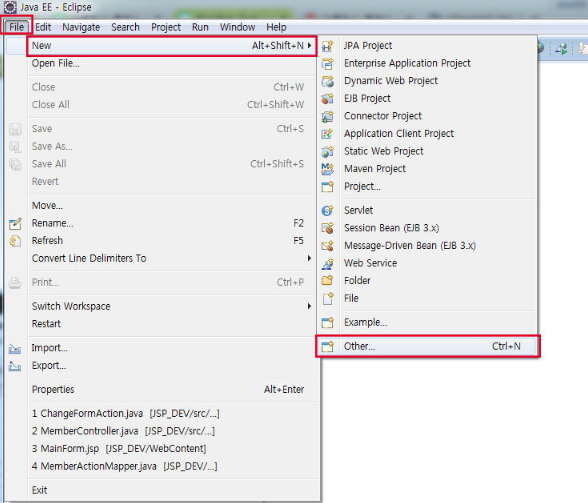 Java EE - Eclipse
File Edit Navigate Search Project Run Window Help
New Alt+Shift+N
Open File...
Close Ctrl+W
Close All Ctrl+Shift+W
Save Ctrl+S
Save As...
Save All Ctrl+Shift+S
Revert
Move...
Rename... F2
Refresh F5
Convert Line Delimiters To
Print... Ctrl+P
Switch Workspace
Restart
Import...
Export...
Properties Alt+Enter
1 ChangeFormAction.java [JSP_DEV/src/...]
2 MemberController.java [JSP_DEV/src/...]
3 MainForm.jsp [JSP_DEV/WebContent]
4 MemberActionMapper.java [JSP_DEV/...]
Exit
JPA Project
Enterprise Application Project
Dynamic Web Project
EJB Project
Connector Project
Application Client Project
Static Web Project
Maven Project
Project...
Servlet
Session Bean (EJB 3.x)
Message-Driven Bean (EJB 3.x)
Web Service
Folder
File
Example...
Other... Ctrl+N